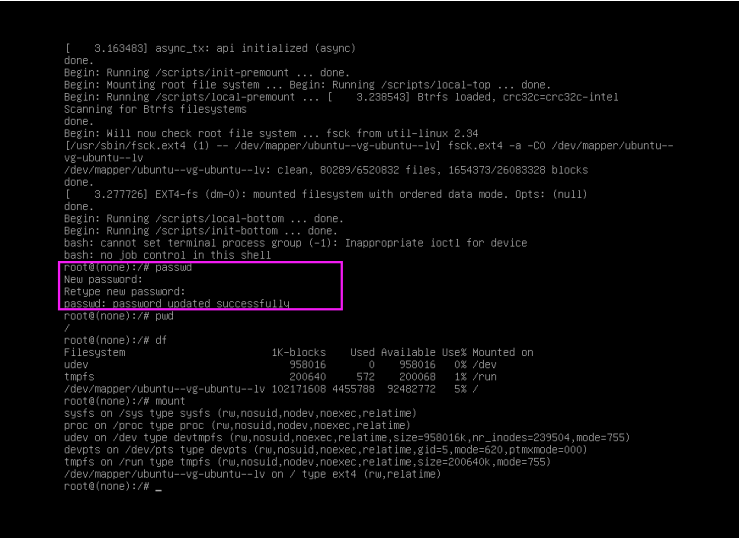 [    3.163483] async_tx: api initialized (async)
done.
Begin: Running /scripts/init-premount ... done.
Begin: Mounting root file system ... Begin: Running /scripts/local-top ... done.
Begin: Running /scripts/local-premount ... [    3.238543] Btrfs loaded, crc32c=crc32c-intel
Scanning for Btrfs filesystems
done.
Begin: Will now check root file system ... fsck from util-linux 2.34
[/usr/sbin/fsck.ext4 (1) -- /dev/mapper/ubuntu--vg-ubuntu--lv] fsck.ext4 -a -C0 /dev/mapper/ubuntu--
vg-ubuntu--lv
/dev/mapper/ubuntu--vg-ubuntu--lv: clean, 80289/6520832 files, 1654373/26083328 blocks
done.
[    3.277726] EXT4-fs (dm-0): mounted filesystem with ordered data mode. Opts: (null)
done.
Begin: Running /scripts/local-bottom ... done.
Begin: Running /scripts/init-bottom ... done.
bash: cannot set terminal process group (-1): Inappropriate ioctl for device
bash: no job control in this shell
root@(none):/# passwd
New password:
Retype new password:
passwd: password updated successfully
root@(none):/# pwd
/
root@(none):/# df
Filesystem                        1K-blocks    Used Available Use% Mounted on
udev                                 958016       0    958016   0% /dev
tmpfs                                200640     572    200068   1% /run
/dev/mapper/ubuntu--vg-ubuntu--lv 102171608 4455788  92482772   5% /
root@(none):/# mount
sysfs on /sys type sysfs (rw,nosuid,nodev,noexec,relatime)
proc on /proc type proc (rw,nosuid,nodev,noexec,relatime)
udev on /dev type devtmpfs (rw,nosuid,noexec,relatime,size=958016k,nr_inodes=239504,mode=755)
devpts on /dev/pts type devpts (rw,nosuid,noexec,relatime,gid=5,mode=620,ptmxmode=000)
tmpfs on /run type tmpfs (rw,nosuid,nodev,noexec,relatime,size=200640k,mode=755)
/dev/mapper/ubuntu--vg-ubuntu--lv on / type ext4 (rw,relatime)
root@(none):/# _